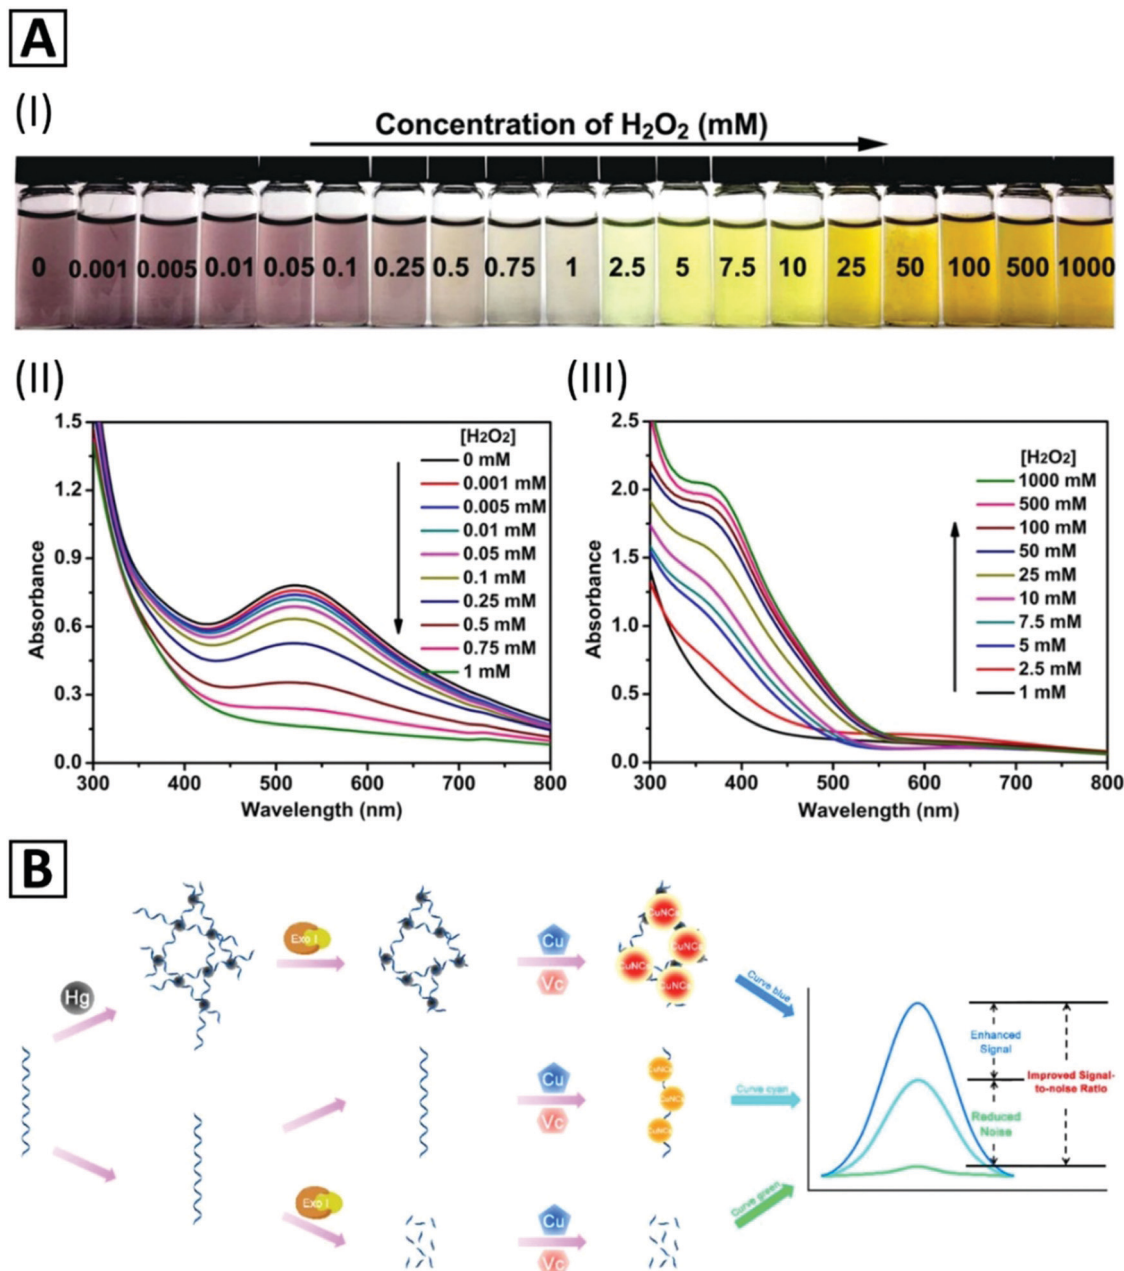 A
(I)
Concentration of H₂O₂ (mM)
0 0.001 0.005 0.01 0.05 0.1 0.25 0.5 0.75 1 2.5 5 7.5 10 25 50 100 500 1000
(II)
1.5
1.2
0.9
0.6
0.3
0.0
Absorbance
[H₂O₂]
0 mM
0.001 mM
0.005 mM
0.01 mM
0.05 mM
0.1 mM
0.25 mM
0.5 mM
0.75 mM
1 mM
300 400 500 600 700 800
Wavelength (nm)
(III)
2.5
2.0
1.5
1.0
0.5
0.0
Absorbance
[H₂O₂]
1000 mM
500 mM
100 mM
50 mM
25 mM
10 mM
7.5 mM
5 mM
2.5 mM
1 mM
300 400 500 600 700 800
Wavelength (nm)
B
Hg
Exo I
Cu
Vc
CuNCs
CuNCs
CuNCs
CuNCs
Curve blue
Cu
Vc
CuNCs
CuNCs
CuNCs
Curve cyan
Exo I
Cu
Vc
Curve green
Enhanced
Signal
Reduced
Noise
Improved Signal-
to-noise Ratio